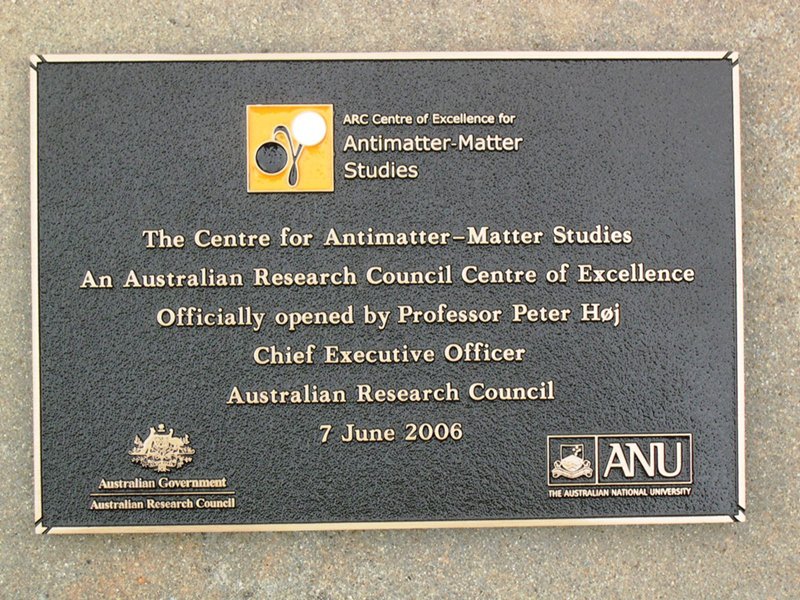 ARC Centre of Excellence for
Antimatter-Matter
Studies
The Centre for Antimatter–Matter Studies
An Australian Research Council Centre of Excellence
Officially opened by Professor Peter Høj
Chief Executive Officer
Australian Research Council
7 June 2006
Australian Government
Australian Research Council
ANU
THE AUSTRALIAN NATIONAL UNIVERSITY